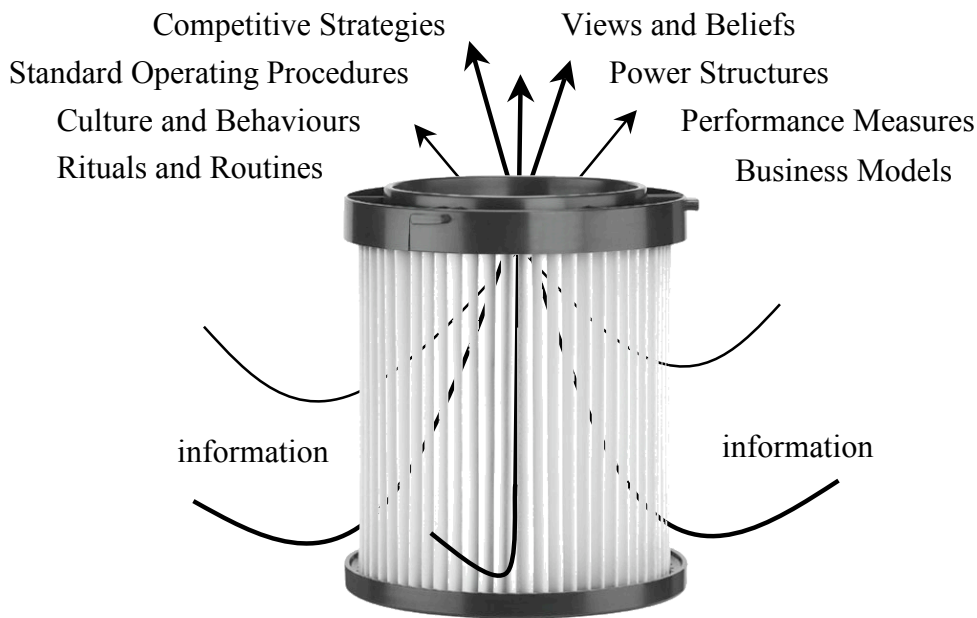 Competitive Strategies
Views and Beliefs
Standard Operating Procedures
Power Structures
Culture and Behaviours
Performance Measures
Rituals and Routines
Business Models
information
information